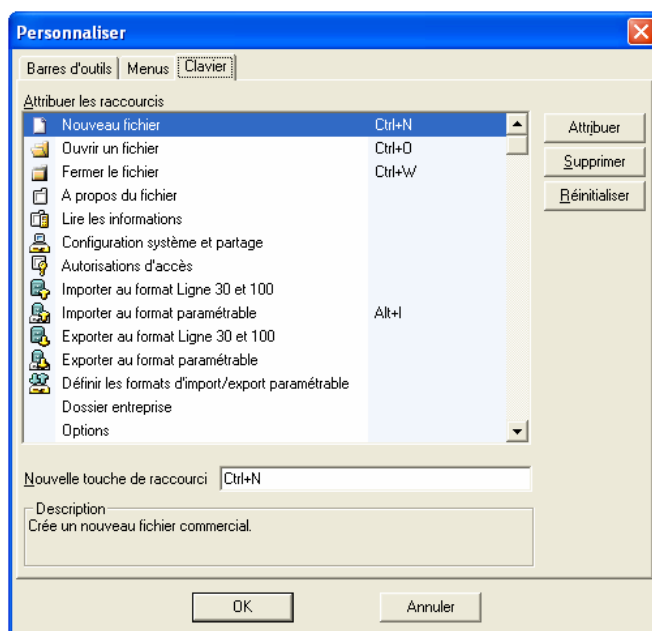 Personnaliser
Barres d'outils Menus Clavier
Attribuer les raccourcis
Nouveau fichier Ctrl+N
Ouvrir un fichier Ctrl+O
Fermer le fichier Ctrl+W
A propos du fichier
Lire les informations
Configuration système et partage
Autorisations d'accès
Importer au format Ligne 30 et 100
Importer au format paramétrable Alt+I
Exporter au format Ligne 30 et 100
Exporter au format paramétrable
Définir les formats d'import/export paramétrable
Dossier entreprise
Options
Attribuer
Supprimer
Réinitialiser
Nouvelle touche de raccourci Ctrl+N
Description
Crée un nouveau fichier commercial.
OK Annuler